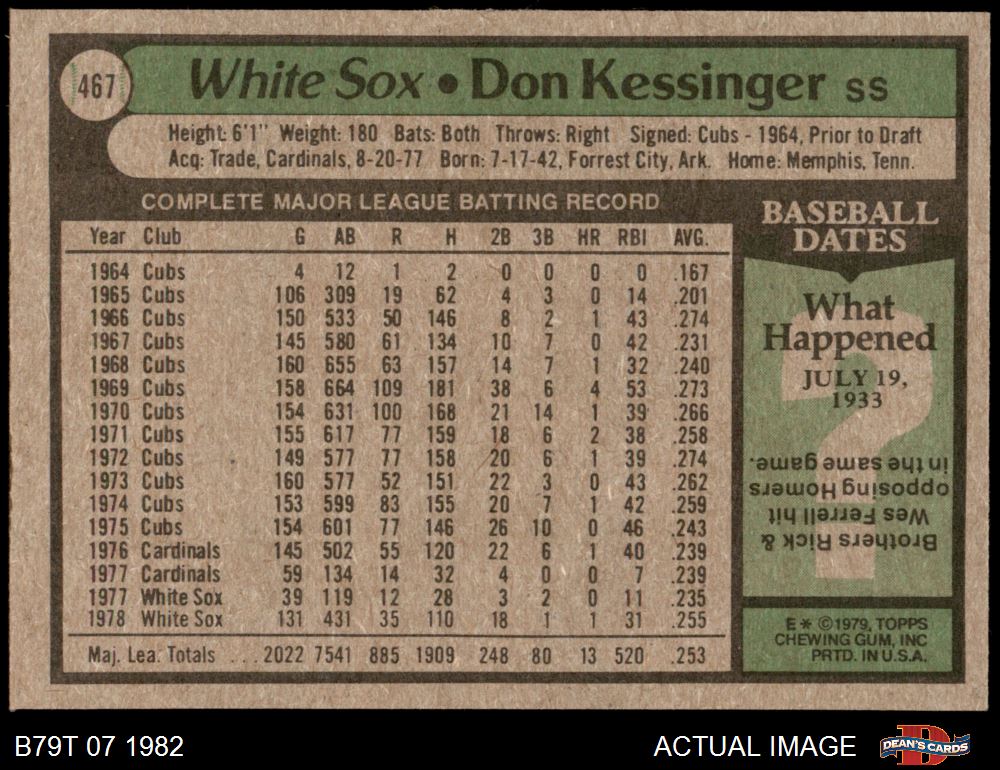 467
White Sox • Don Kessinger SS
Height: 6'1" Weight: 180 Bats: Both Throws: Right Signed: Cubs - 1964, Prior to Draft
Acq: Trade, Cardinals, 8-20-77 Born: 7-17-42, Forrest City, Ark. Home: Memphis, Tenn.
COMPLETE MAJOR LEAGUE BATTING RECORD
Year Club G AB R H 2B 3B HR RBI AVG.
1964 Cubs 4 12 1 2 0 0 0 0 .167
1965 Cubs 106 309 19 62 4 3 0 14 .201
1966 Cubs 150 533 50 146 8 2 1 43 .274
1967 Cubs 145 580 61 134 10 7 0 42 .231
1968 Cubs 160 655 63 157 14 7 1 32 .240
1969 Cubs 158 664 109 181 38 6 4 53 .273
1970 Cubs 154 631 100 168 21 14 1 39 .266
1971 Cubs 155 617 77 159 18 6 2 38 .258
1972 Cubs 149 577 77 158 20 6 1 39 .274
1973 Cubs 160 577 52 151 22 3 0 43 .262
1974 Cubs 153 599 83 155 20 7 1 42 .259
1975 Cubs 154 601 77 146 26 10 0 46 .243
1976 Cardinals 145 502 55 120 22 6 1 40 .239
1977 Cardinals 59 134 14 32 4 0 0 7 .239
1977 White Sox 39 119 12 28 3 2 0 11 .235
1978 White Sox 131 431 35 110 18 1 1 31 .255
Maj. Lea. Totals ...2022 7541 885 1909 248 80 13 520 .253
BASEBALL
DATES
What
Happened
JULY 19,
1933
?
Brothers Rick &
Wes Ferrell hit
opposing Homers
in the same game.
E* ©1979, TOPPS
CHEWING GUM, INC
PRTD. IN U.S.A.
B79T 07 1982
ACTUAL IMAGE
D
DEAN'S CARDS